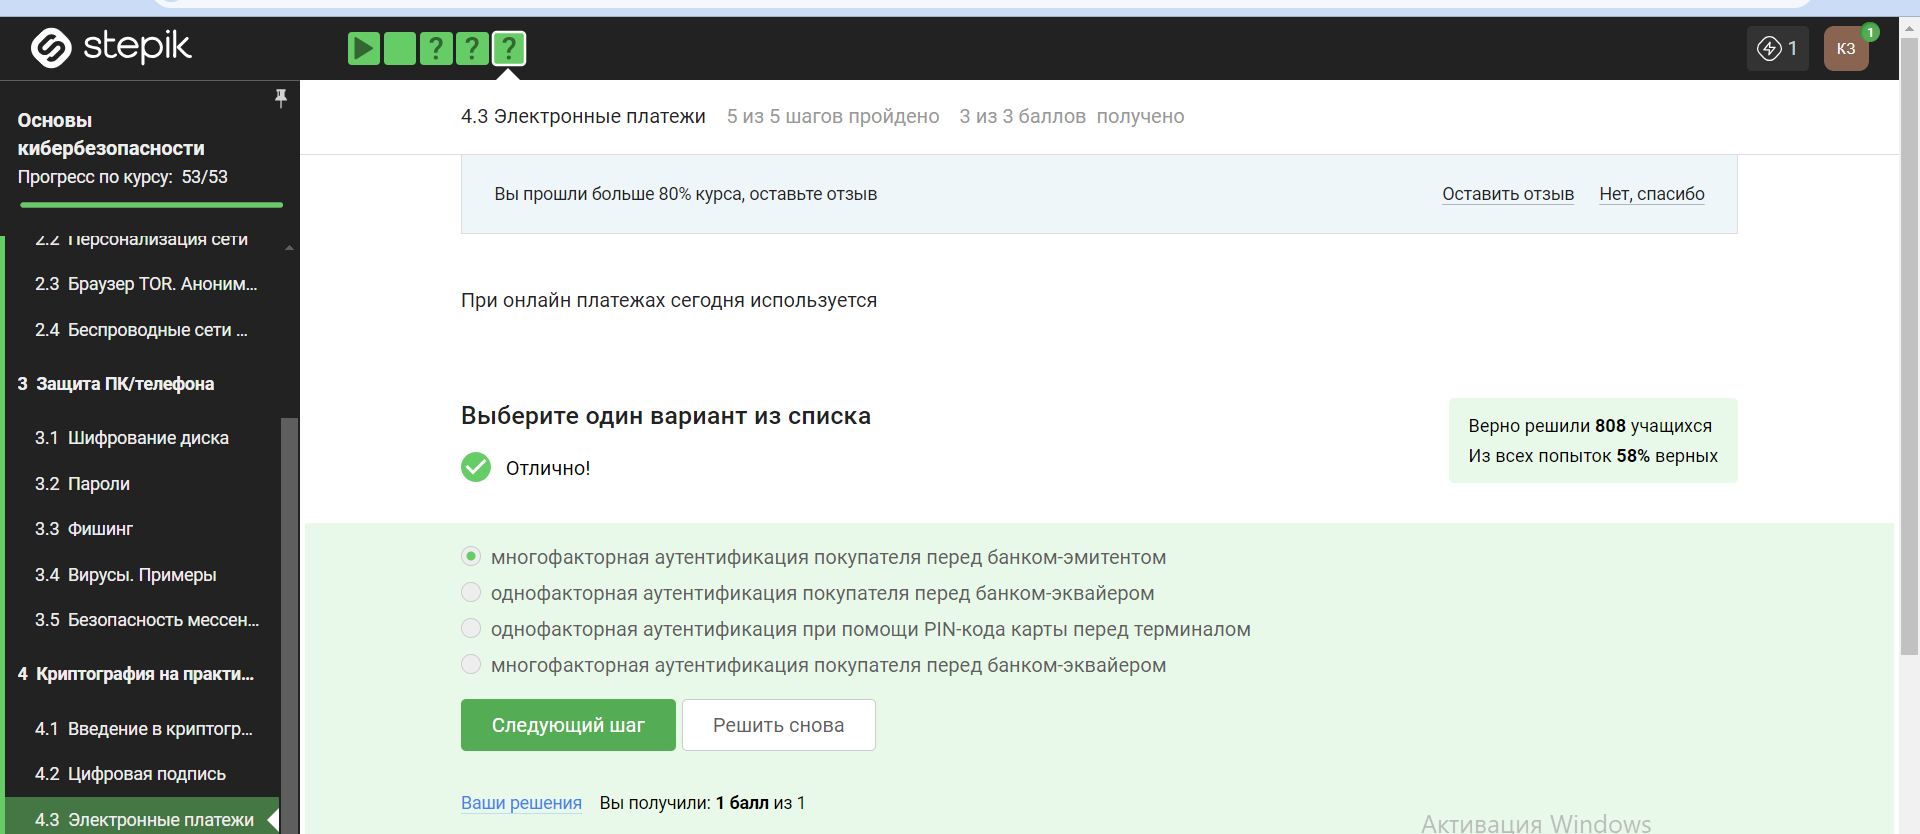 stepik
?
?
?
1
КЗ
1
Основы
кибербезопасности
Прогресс по курсу: 53/53
2.2 Персонализация сети
2.3 Браузер TOR. Аноним...
2.4 Беспроводные сети ...
3 Защита ПК/телефона
3.1 Шифрование диска
3.2 Пароли
3.3 Фишинг
3.4 Вирусы. Примеры
3.5 Безопасность мессен...
4 Криптография на практи...
4.1 Введение в криптогр...
4.2 Цифровая подпись
4.3 Электронные платежи
4.3 Электронные платежи 5 из 5 шагов пройдено 3 из 3 баллов получено
Вы прошли больше 80% курса, оставьте отзыв Оставить отзыв Нет, спасибо
При онлайн платежах сегодня используется
Выберите один вариант из списка
Отлично!
Верно решили 808 учащихся
Из всех попыток 58% верных
многофакторная аутентификация покупателя перед банком-эмитентом
однофакторная аутентификация покупателя перед банком-эквайером
однофакторная аутентификация при помощи PIN-кода карты перед терминалом
многофакторная аутентификация покупателя перед банком-эквайером
Следующий шаг Решить снова
Ваши решения Вы получили: 1 балл из 1
Активация Windows